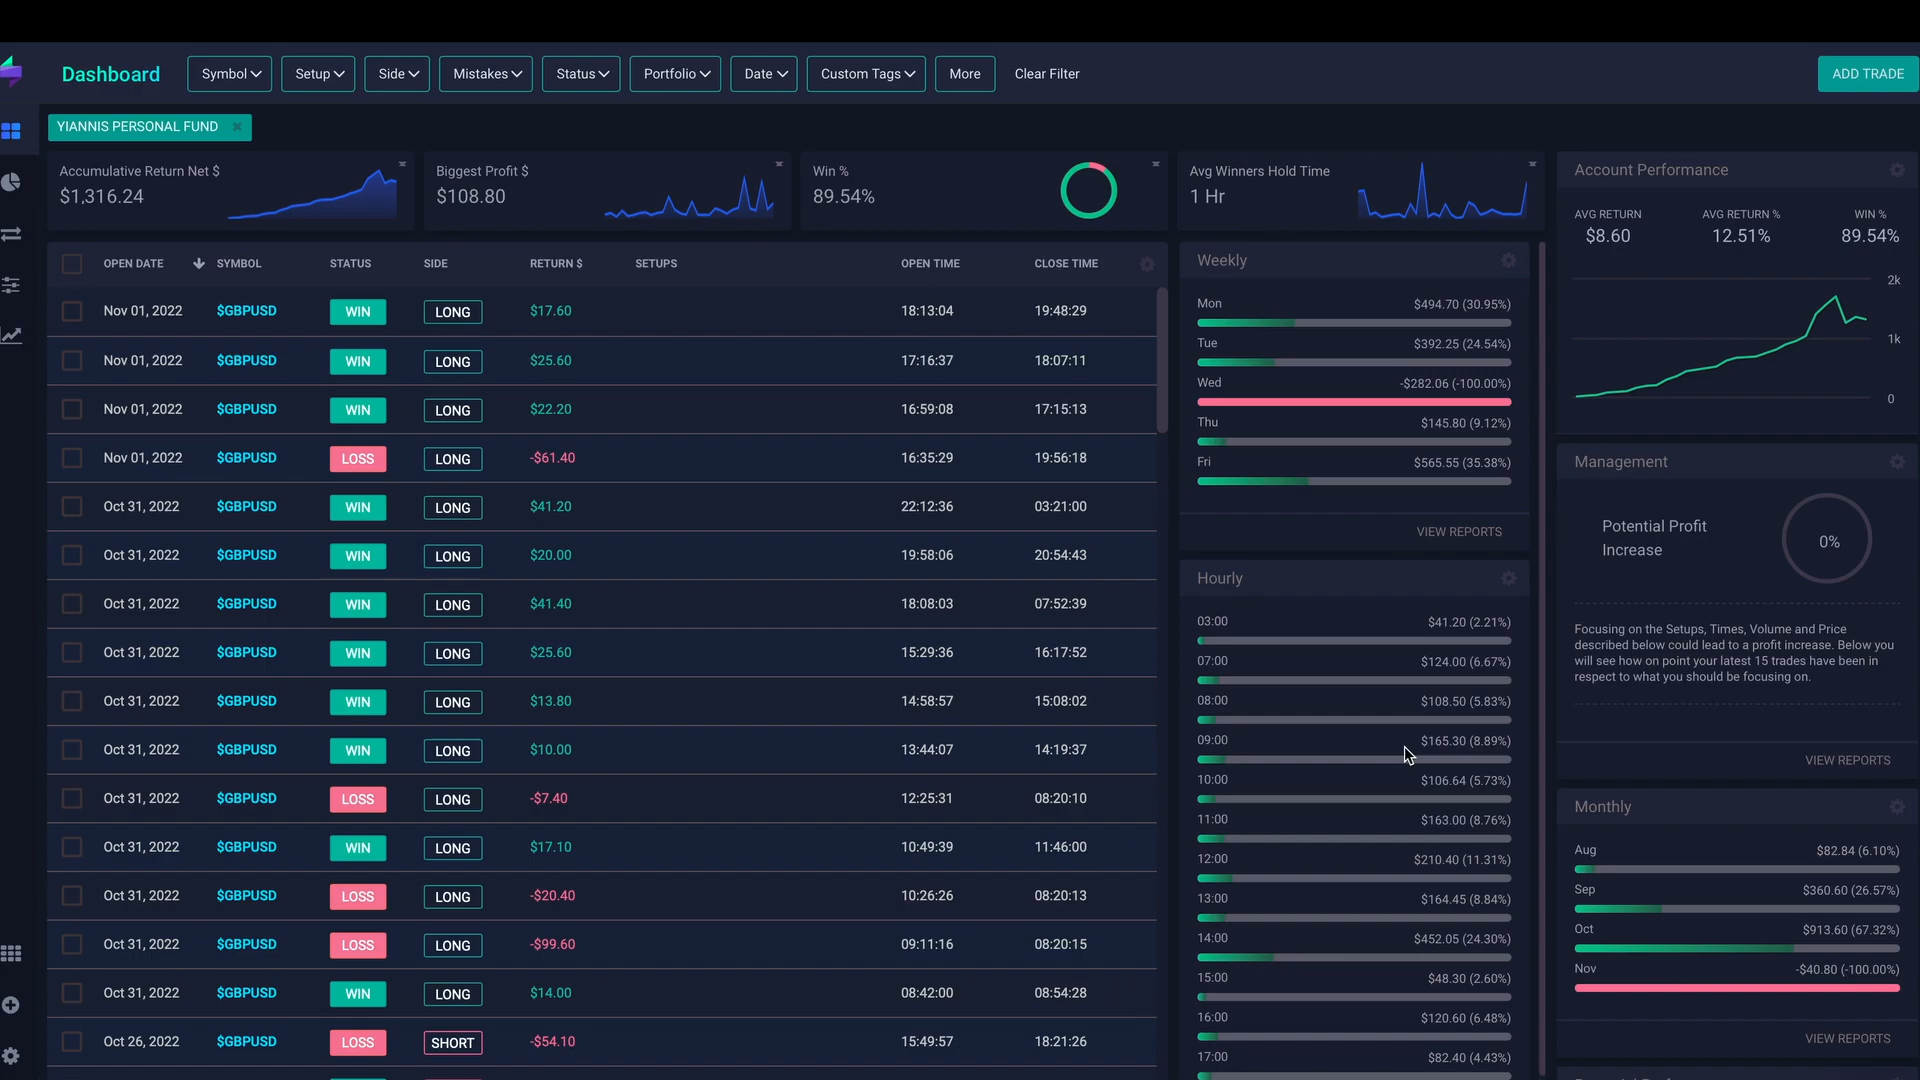 Dashboard Symbol Setup Side Mistakes Status Portfolio Date Custom Tags More Clear Filter ADD TRADE
YIANNIS PERSONAL FUND ×
Accumulative Return Net $
$1,316.24
Biggest Profit $
$108.80
Win %
89.54%
Avg Winners Hold Time
1 Hr
OPEN DATE SYMBOL STATUS SIDE RETURN $ SETUPS OPEN TIME CLOSE TIME
Nov 01, 2022 $GBPUSD WIN LONG $17.60 18:13:04 19:48:29
Nov 01, 2022 $GBPUSD WIN LONG $25.60 17:16:37 18:07:11
Nov 01, 2022 $GBPUSD WIN LONG $22.20 16:59:08 17:15:13
Nov 01, 2022 $GBPUSD LOSS LONG -$61.40 16:35:29 19:56:18
Oct 31, 2022 $GBPUSD WIN LONG $41.20 22:12:36 03:21:00
Oct 31, 2022 $GBPUSD WIN LONG $20.00 19:58:06 20:54:43
Oct 31, 2022 $GBPUSD WIN LONG $41.40 18:08:03 07:52:39
Oct 31, 2022 $GBPUSD WIN LONG $25.60 15:29:36 16:17:52
Oct 31, 2022 $GBPUSD WIN LONG $13.80 14:58:57 15:08:02
Oct 31, 2022 $GBPUSD WIN LONG $10.00 13:44:07 14:19:37
Oct 31, 2022 $GBPUSD LOSS LONG -$7.40 12:25:31 08:20:10
Oct 31, 2022 $GBPUSD WIN LONG $17.10 10:49:39 11:46:00
Oct 31, 2022 $GBPUSD LOSS LONG -$20.40 10:26:26 08:20:13
Oct 31, 2022 $GBPUSD LOSS LONG -$99.60 09:11:16 08:20:15
Oct 31, 2022 $GBPUSD WIN LONG $14.00 08:42:00 08:54:28
Oct 26, 2022 $GBPUSD LOSS SHORT -$54.10 15:49:57 18:21:26
Weekly
Mon $494.70 (30.95%)
Tue $392.25 (24.54%)
Wed -$282.06 (-100.00%)
Thu $145.80 (9.12%)
Fri $565.55 (35.38%)
VIEW REPORTS
Hourly
03:00 $41.20 (2.21%)
07:00 $124.00 (6.67%)
08:00 $108.50 (5.83%)
09:00 $165.30 (8.89%)
10:00 $106.64 (5.73%)
11:00 $163.00 (8.76%)
12:00 $210.40 (11.31%)
13:00 $164.45 (8.84%)
14:00 $452.05 (24.30%)
15:00 $48.30 (2.60%)
16:00 $120.60 (6.48%)
17:00 $82.40 (4.43%)
Account Performance
AVG RETURN AVG RETURN % WIN %
$8.60 12.51% 89.54%
2k
1k
0
Management
Potential Profit
Increase
0%
Focusing on the Setups, Times, Volume and Price
described below could lead to a profit increase. Below you
will see how on point your latest 15 trades have been in
respect to what you should be focusing on.
VIEW REPORTS
Monthly
Aug $82.84 (6.10%)
Sep $360.60 (26.57%)
Oct $913.60 (67.32%)
Nov -$40.80 (-100.00%)
VIEW REPORTS